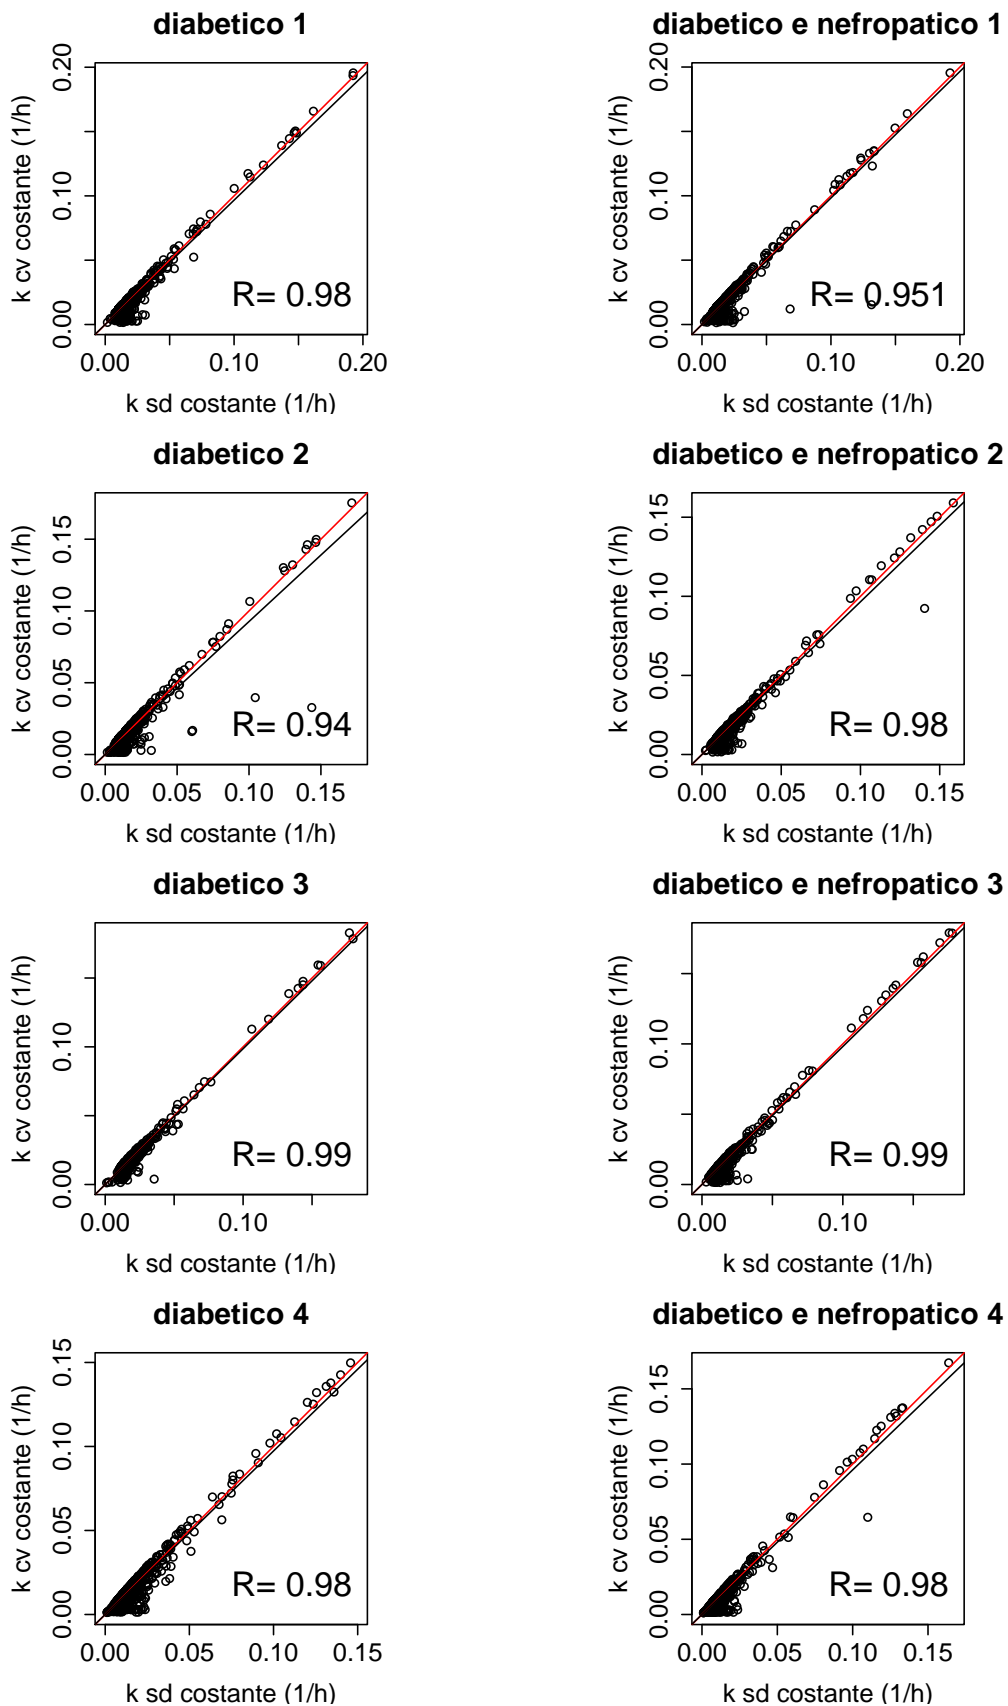 diabetico 1
k cv costante (1/h)
0.00 0.10 0.20
R= 0.98
0.00 0.10 0.20
k sd costante (1/h)
diabetico e nefropatico 1
k cv costante (1/h)
0.00 0.10 0.20
R= 0.951
0.00 0.10 0.20
k sd costante (1/h)
diabetico 2
k cv costante (1/h)
0.00 0.05 0.10 0.15
R= 0.94
0.00 0.05 0.10 0.15
k sd costante (1/h)
diabetico e nefropatico 2
k cv costante (1/h)
0.00 0.05 0.10 0.15
R= 0.98
0.00 0.05 0.10 0.15
k sd costante (1/h)
diabetico 3
k cv costante (1/h)
0.00 0.10
R= 0.99
0.00 0.10
k sd costante (1/h)
diabetico e nefropatico 3
k cv costante (1/h)
0.00 0.10
R= 0.99
0.00 0.10
k sd costante (1/h)
diabetico 4
k cv costante (1/h)
0.00 0.05 0.10 0.15
R= 0.98
0.00 0.05 0.10 0.15
k sd costante (1/h)
diabetico e nefropatico 4
k cv costante (1/h)
0.00 0.05 0.10 0.15
R= 0.98
0.00 0.05 0.10 0.15
k sd costante (1/h)